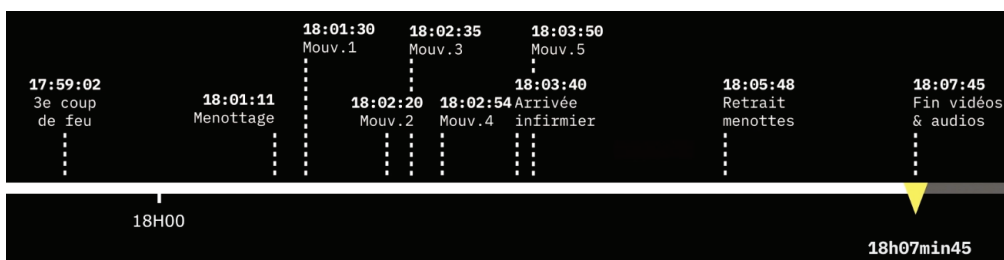 17:59:02
3e coup
de feu
18:01:11
Menottage
18:01:30
Mouv.1
18:02:20
Mouv.2
18:02:35
Mouv.3
18:02:54
Mouv.4
18:03:40
Arrivée
infirmier
18:03:50
Mouv.5
18:05:48
Retrait
menottes
18:07:45
Fin vidéos
& audios
18H00
18h07min45